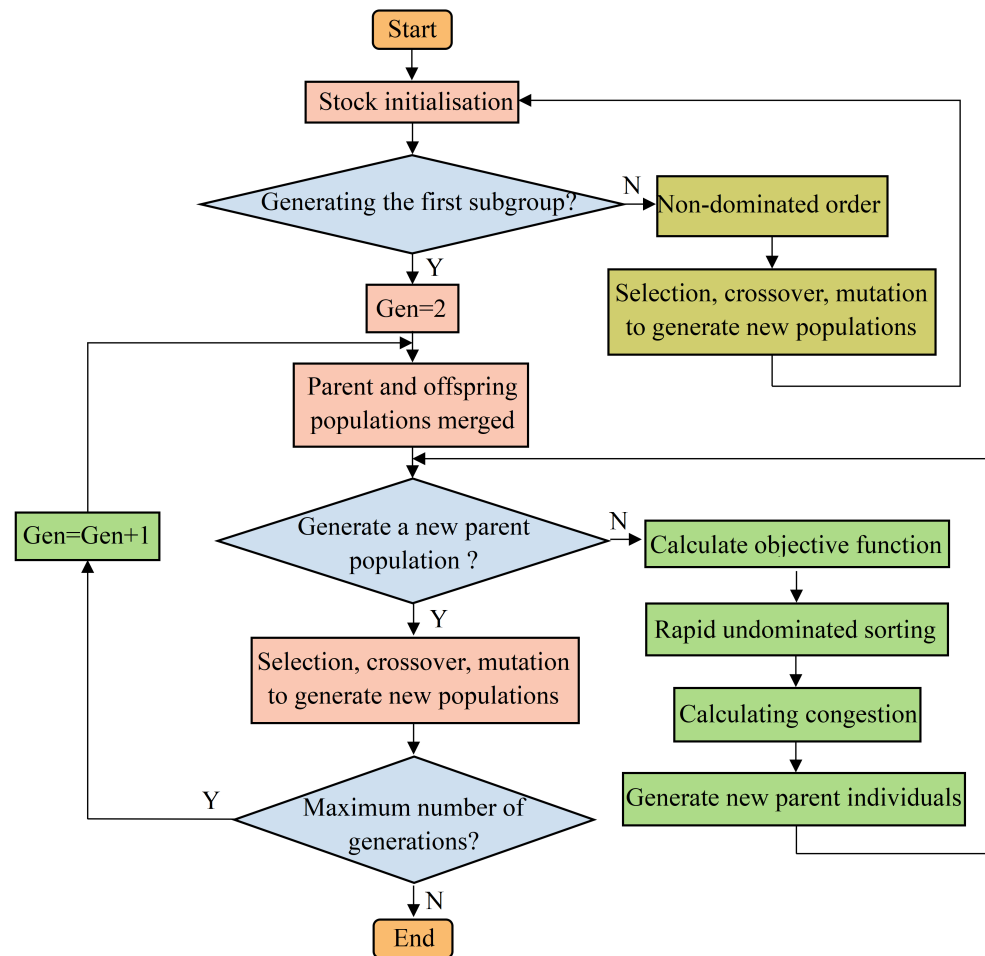 Start
Stock initialisation
Generating the first subgroup?
N
Non-dominated order
Y
Selection, crossover, mutation
to generate new populations
Gen=2
Parent and offspring
populations merged
Gen=Gen+1
Generate a new parent
population ?
N
Calculate objective function
Y
Rapid undominated sorting
Selection, crossover, mutation
to generate new populations
Calculating congestion
Y
Maximum number of
generations?
Generate new parent individuals
N
End